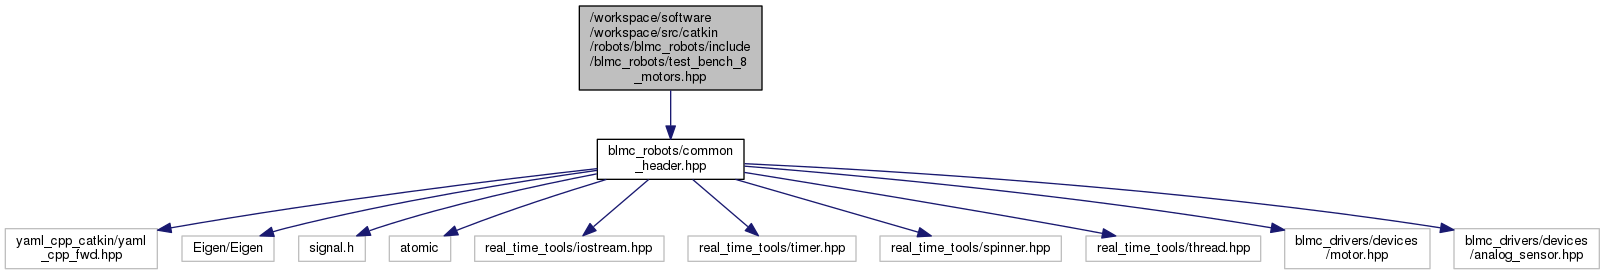 /workspace/software
/workspace/src/catkin
/robots/blmc_robots/include
/blmc_robots/test_bench_8
_motors.hpp
blmc_robots/common
_header.hpp
yaml_cpp_catkin/yaml
_cpp_fwd.hpp
Eigen/Eigen
signal.h
atomic
real_time_tools/iostream.hpp
real_time_tools/timer.hpp
real_time_tools/spinner.hpp
real_time_tools/thread.hpp
blmc_drivers/devices
/motor.hpp
blmc_drivers/devices
/analog_sensor.hpp